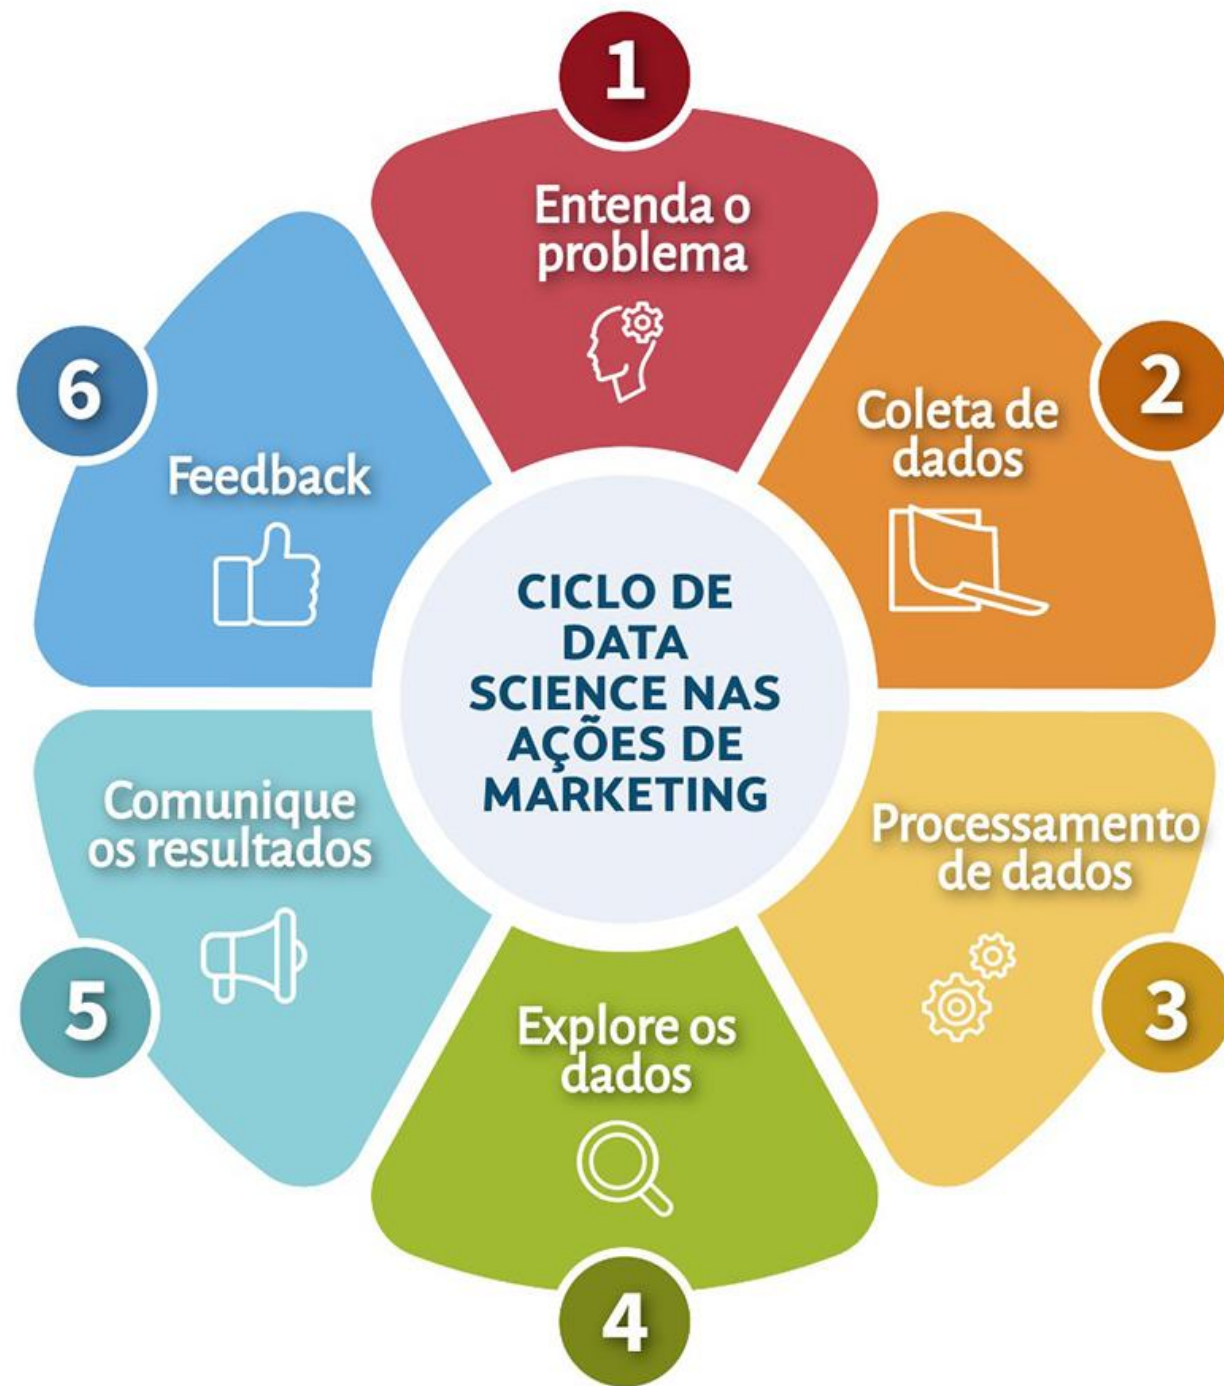 1
Entenda o
problema
2
Coleta de
dados
3
Processamento
de dados
4
Explore os
dados
5
Comunique
os resultados
6
Feedback
CICLO DE
DATA
SCIENCE NAS
AÇÕES DE
MARKETING